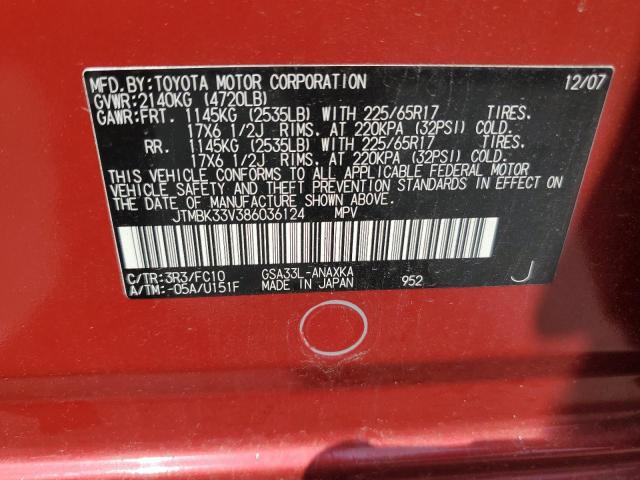 MFD.BY:TOYOTA MOTOR CORPORATION 12/07
GVWR:2140KG (4720LB)
GAWR:FRT. 1145KG (2535LB) WITH 225/65R17 TIRES.
17X6 1/2J RIMS. AT 220KPA (32PSI) COLD.
RR. 1145KG (2535LB) WITH 225/65R17 TIRES.
17X6 1/2J RIMS. AT 220KPA (32PSI) COLD.
THIS VEHICLE CONFORMS TO ALL APPLICABLE FEDERAL MOTOR
VEHICLE SAFETY AND THEFT PREVENTION STANDARDS IN EFFECT ON
THE DATE OF MANUFACTURE SHOWN ABOVE.
JTMBK33V386036124 MPV
C/TR:3R3/FC10 GSA33L-ANAXKA
A/TM:-05A/U151F MADE IN JAPAN 952 J